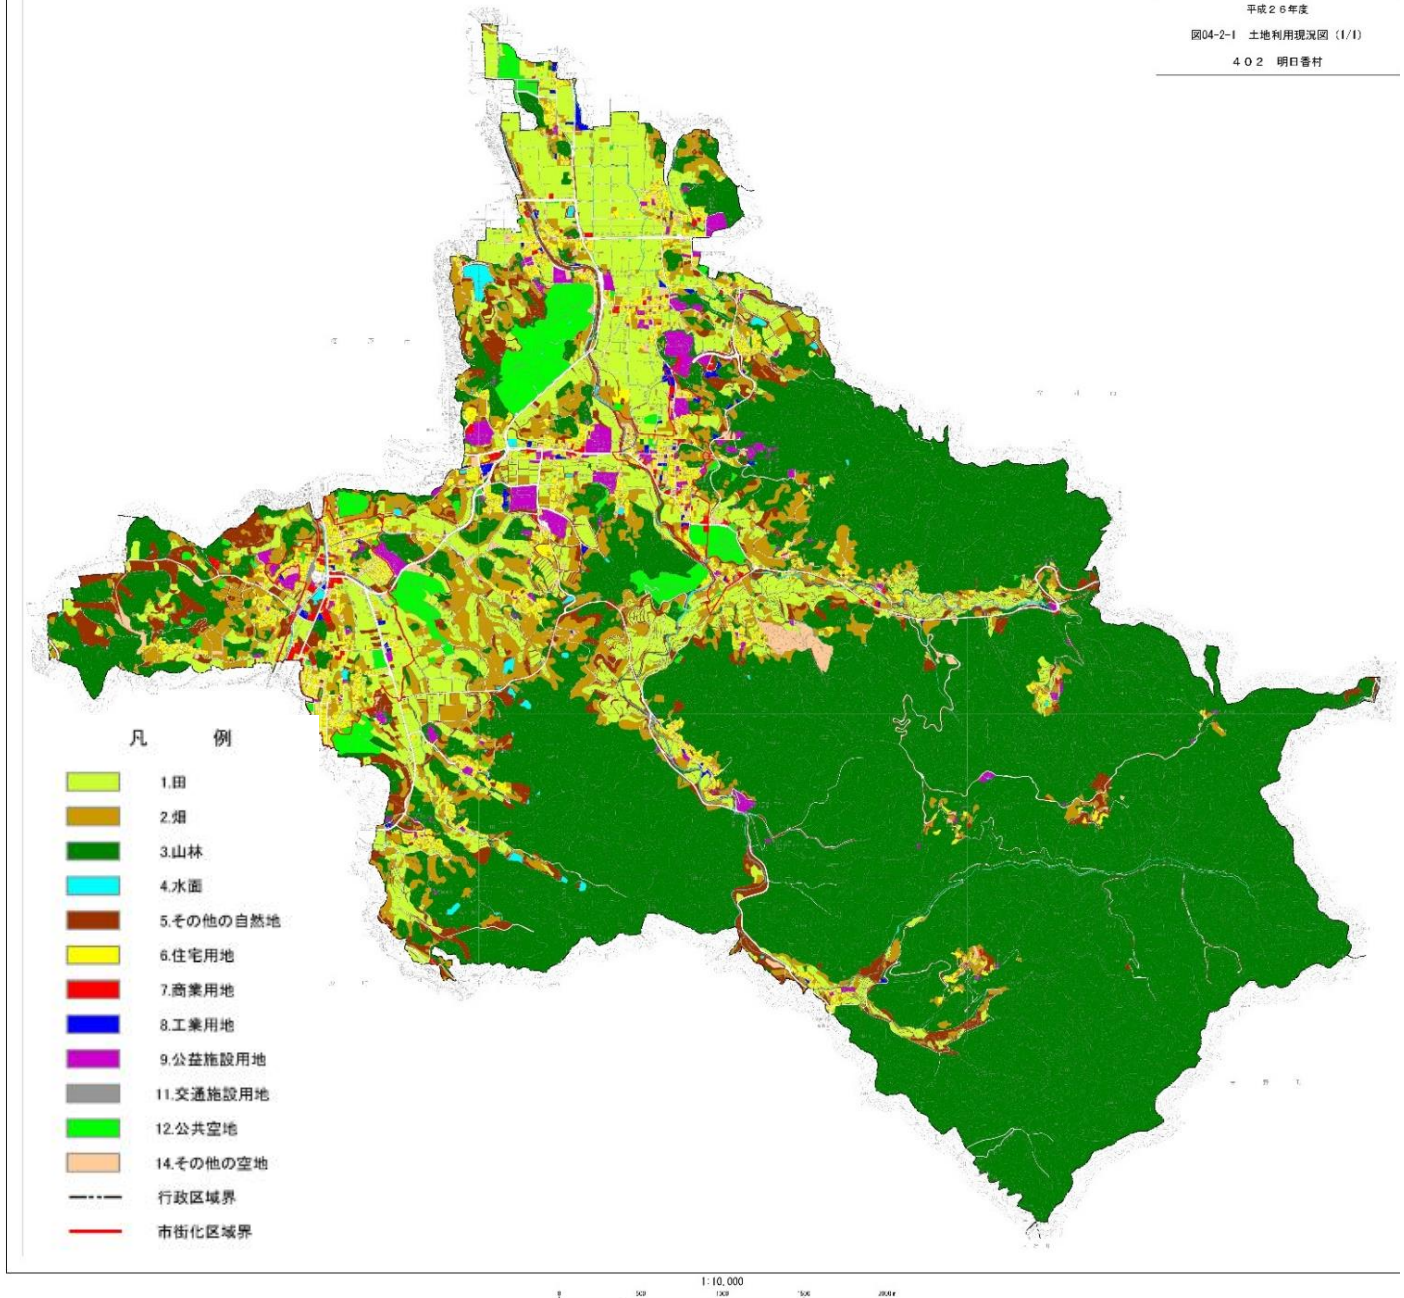 平成26年度
図04-2-1 土地利用現況図 (1/1)
402 明日香村
凡 例
1.田
2.畑
3.山林
4.水面
5.その他の自然地
6.住宅用地
7.商業用地
8.工業用地
9.公益施設用地
11.交通施設用地
12.公共空地
14.その他の空地
行政区域界
市街化区域界
1:10,000
0 500 1000 1500 2000m